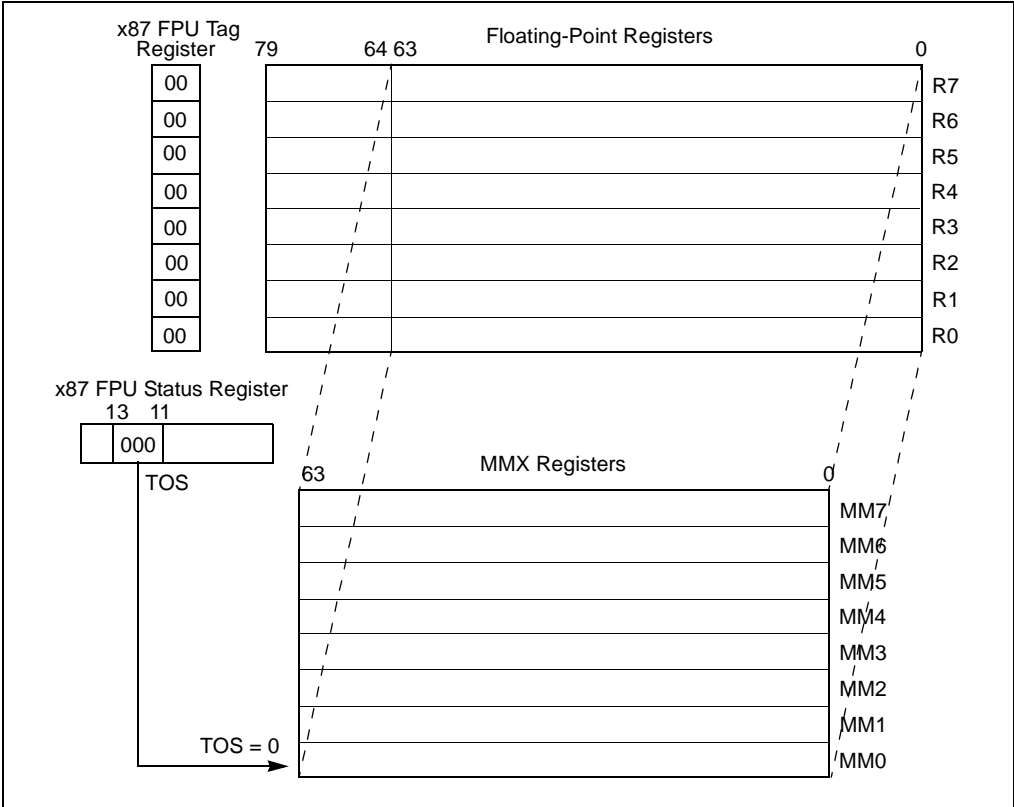 x87 FPU Tag
Register
79
64 63
Floating-Point Registers
0
00
R7
00
R6
00
R5
00
R4
00
R3
00
R2
00
R1
00
R0
x87 FPU Status Register
13
11
000
TOS
63
MMX Registers
0
MM7
MM6
MM5
MM4
MM3
MM2
MM1
TOS = 0
MM0